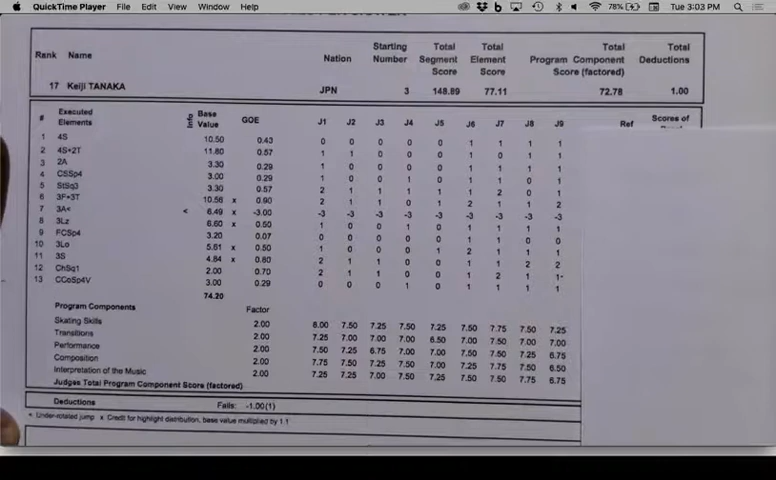 QuickTime Player File Edit View Window Help 78% Tue 3:03 PM
Rank Name Nation Starting Number Total Segment Score Total Element Score Total Program Component Score (factored) Total Deductions
17 Keiji TANAKA JPN 3 148.89 77.11 72.78 1.00
# Executed Elements Info Base Value GOE J1 J2 J3 J4 J5 J6 J7 J8 J9 Ref Scores of
1 4S 10.50 0.43 0 0 0 0 0 1 1 1 1
2 4S+2T 11.80 0.57 1 1 0 0 0 1 0 1 1
3 2A 3.30 0.29 1 0 0 0 0 1 1 1 1
4 CSSp4 3.00 0.29 1 0 0 1 0 1 1 0 1
5 StSq3 3.30 0.57 2 1 1 1 1 1 2 0 1
6 3F+3T 10.56 x 0.90 2 1 1 0 1 2 1 1 2
7 3A< < 6.49 x -3.00 -3 -3 -3 -3 -3 -3 -3 -3 -3
8 3Lz 6.60 x 0.50 1 0 0 1 0 1 1 1 1
9 FCSp4 3.20 0.07 0 0 0 0 0 1 1 0 0
10 3Lo 5.61 x 0.50 1 0 0 0 1 2 1 1 1
11 3S 4.84 x 0.80 2 1 1 0 0 1 1 2 2
12 ChSq1 2.00 0.70 2 1 1 0 0 1 2 1 1
13 CCoSp4V 3.00 0.29 0 0 0 1 0 1 1 1 1
74.20
Program Components Factor
Skating Skills 2.00 8.00 7.50 7.25 7.50 7.25 7.50 7.75 7.50 7.25
Transitions 2.00 7.25 7.00 7.00 7.00 6.50 7.00 7.50 7.00 7.00
Performance 2.00 7.50 7.25 6.75 7.50 7.00 7.50 7.50 7.25 6.75
Composition 2.00 7.75 7.50 7.25 7.50 7.25 7.25 7.50 7.50 6.50
Interpretation of the Music 2.00 7.25 7.25 7.00 7.50 7.25 7.50 7.50 7.75 6.75
Judges Total Program Component Score (factored)
Deductions Falls: -1.00(1)
< Under-rotated jump x Credit for highlight distribution, base value multiplied by 1.1